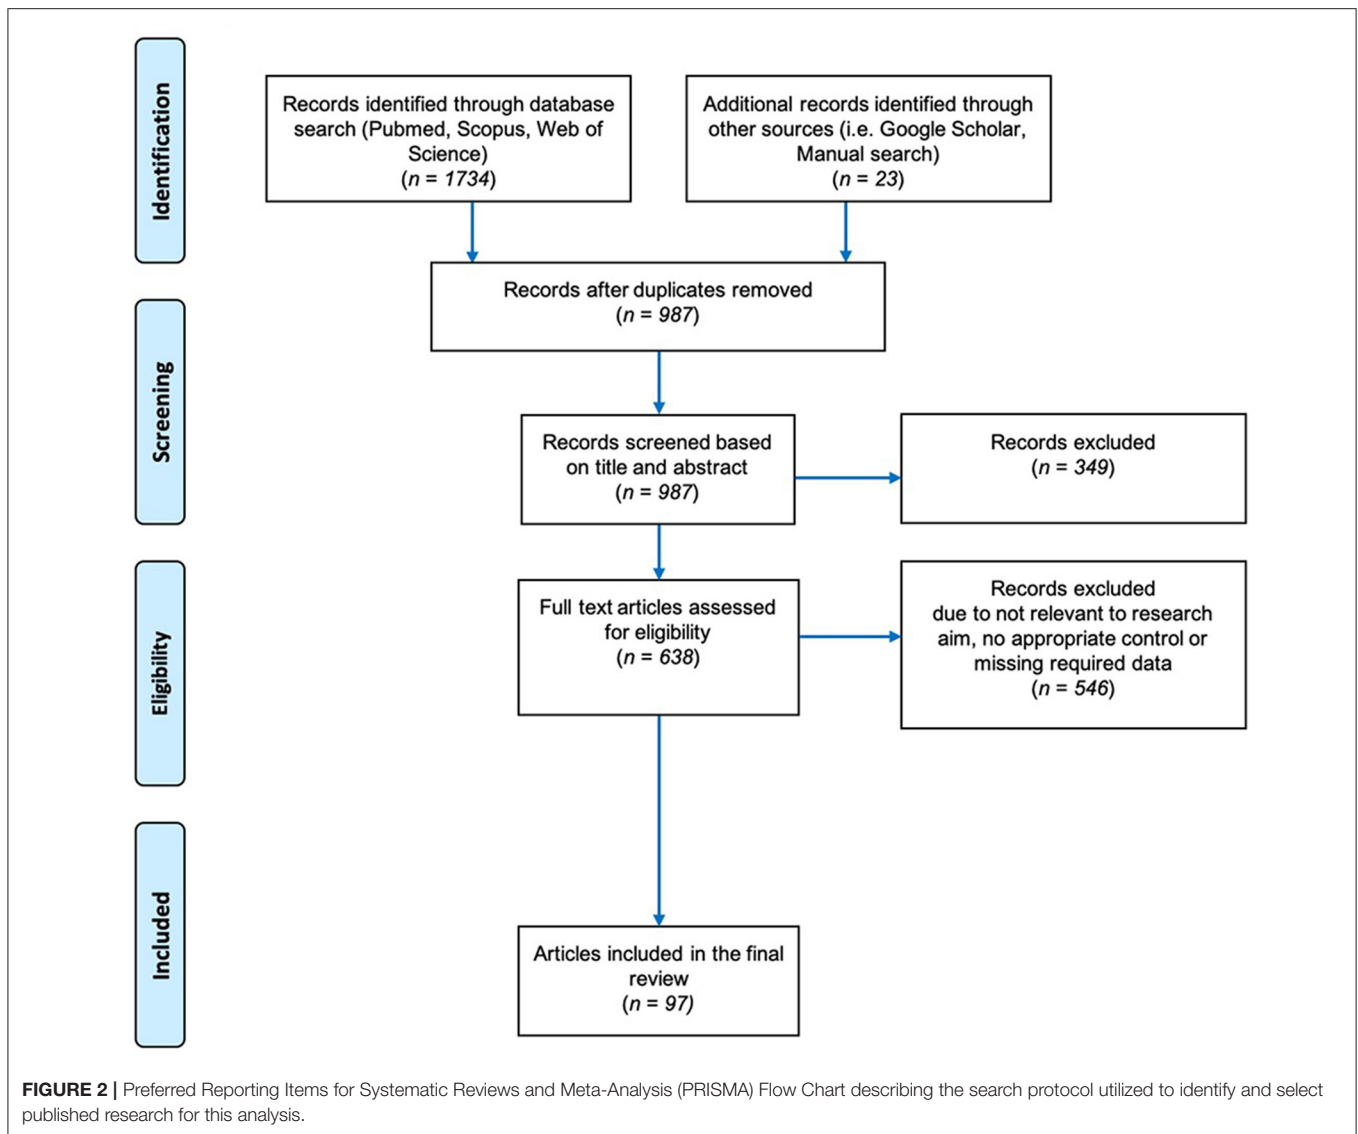 Identification
Records identified through database
search (Pubmed, Scopus, Web of
Science)
(n = 1734)
Additional records identified through
other sources (i.e. Google Scholar,
Manual search)
(n = 23)
Records after duplicates removed
(n = 987)
Screening
Records screened based
on title and abstract
(n = 987)
Records excluded
(n = 349)
Eligibility
Full text articles assessed
for eligibility
(n = 638)
Records excluded
due to not relevant to research
aim, no appropriate control or
missing required data
(n = 546)
Included
Articles included in the final
review
(n = 97)
FIGURE 2 | Preferred Reporting Items for Systematic Reviews and Meta-Analysis (PRISMA) Flow Chart describing the search protocol utilized to identify and select
published research for this analysis.